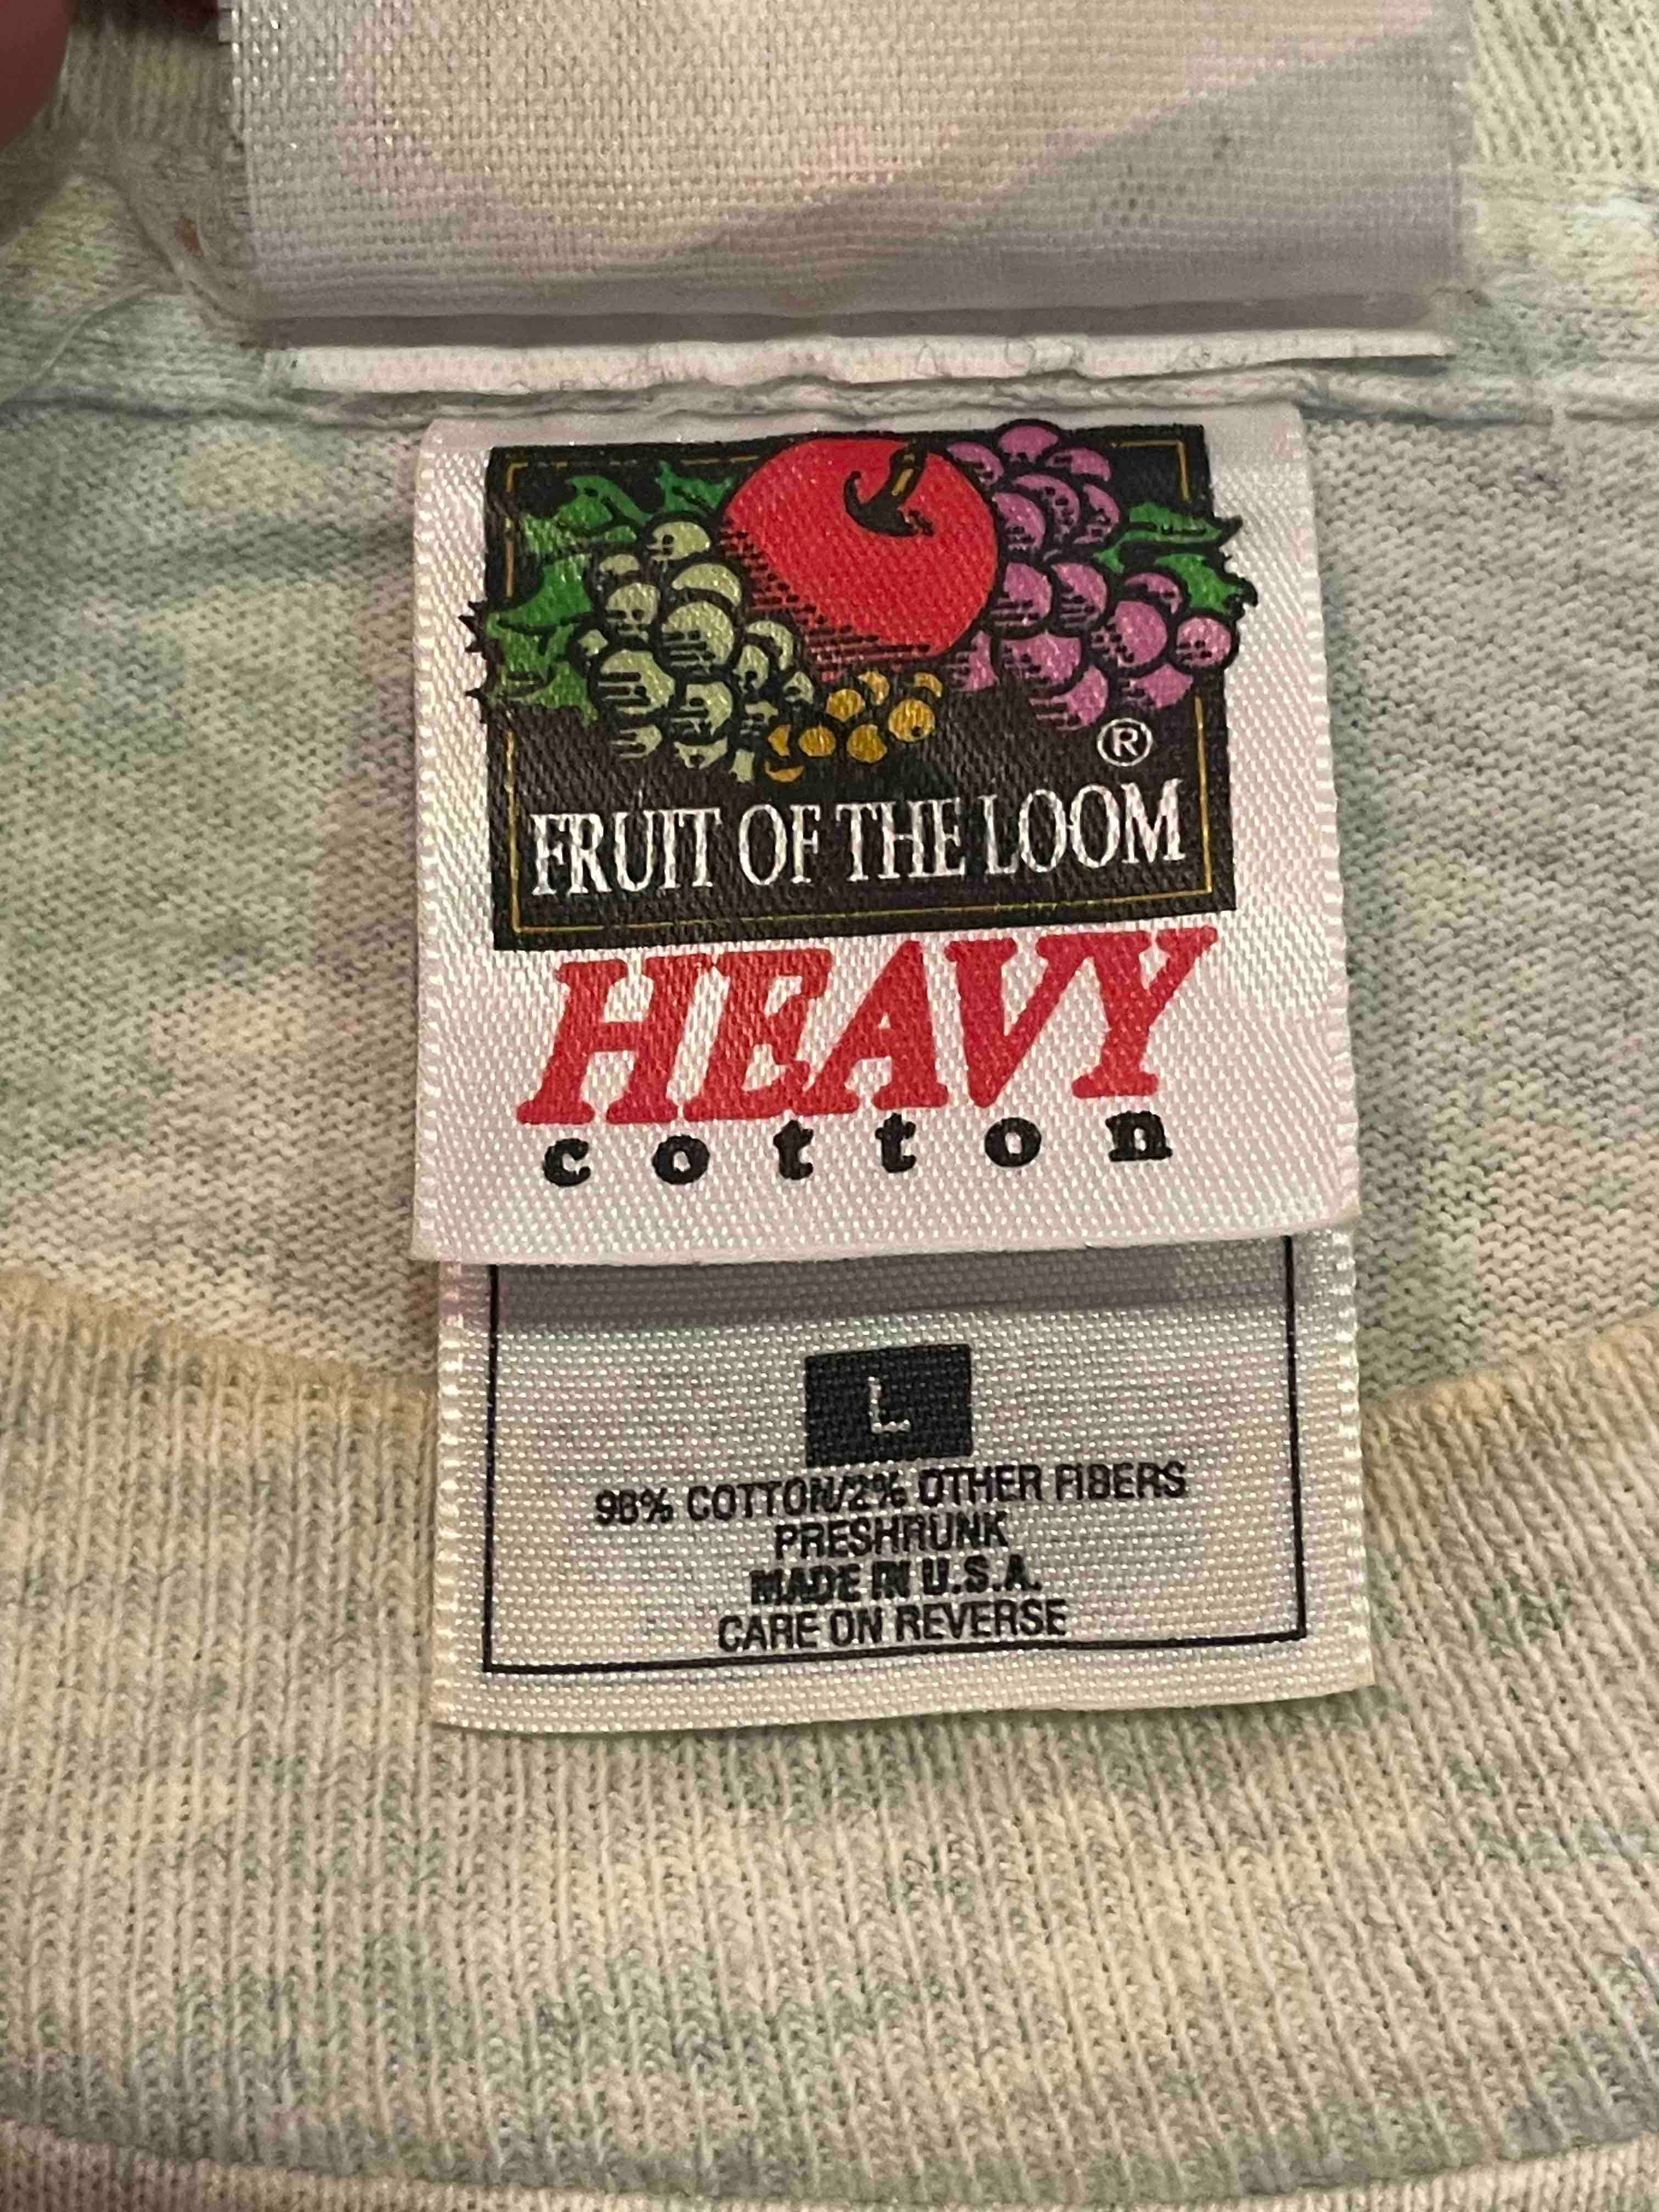 ®
FRUIT OF THE LOOM
HEAVY
cotton
L
98% COTTON/2% OTHER FIBERS
PRESHRUNK
MADE IN U.S.A.
CARE ON REVERSE